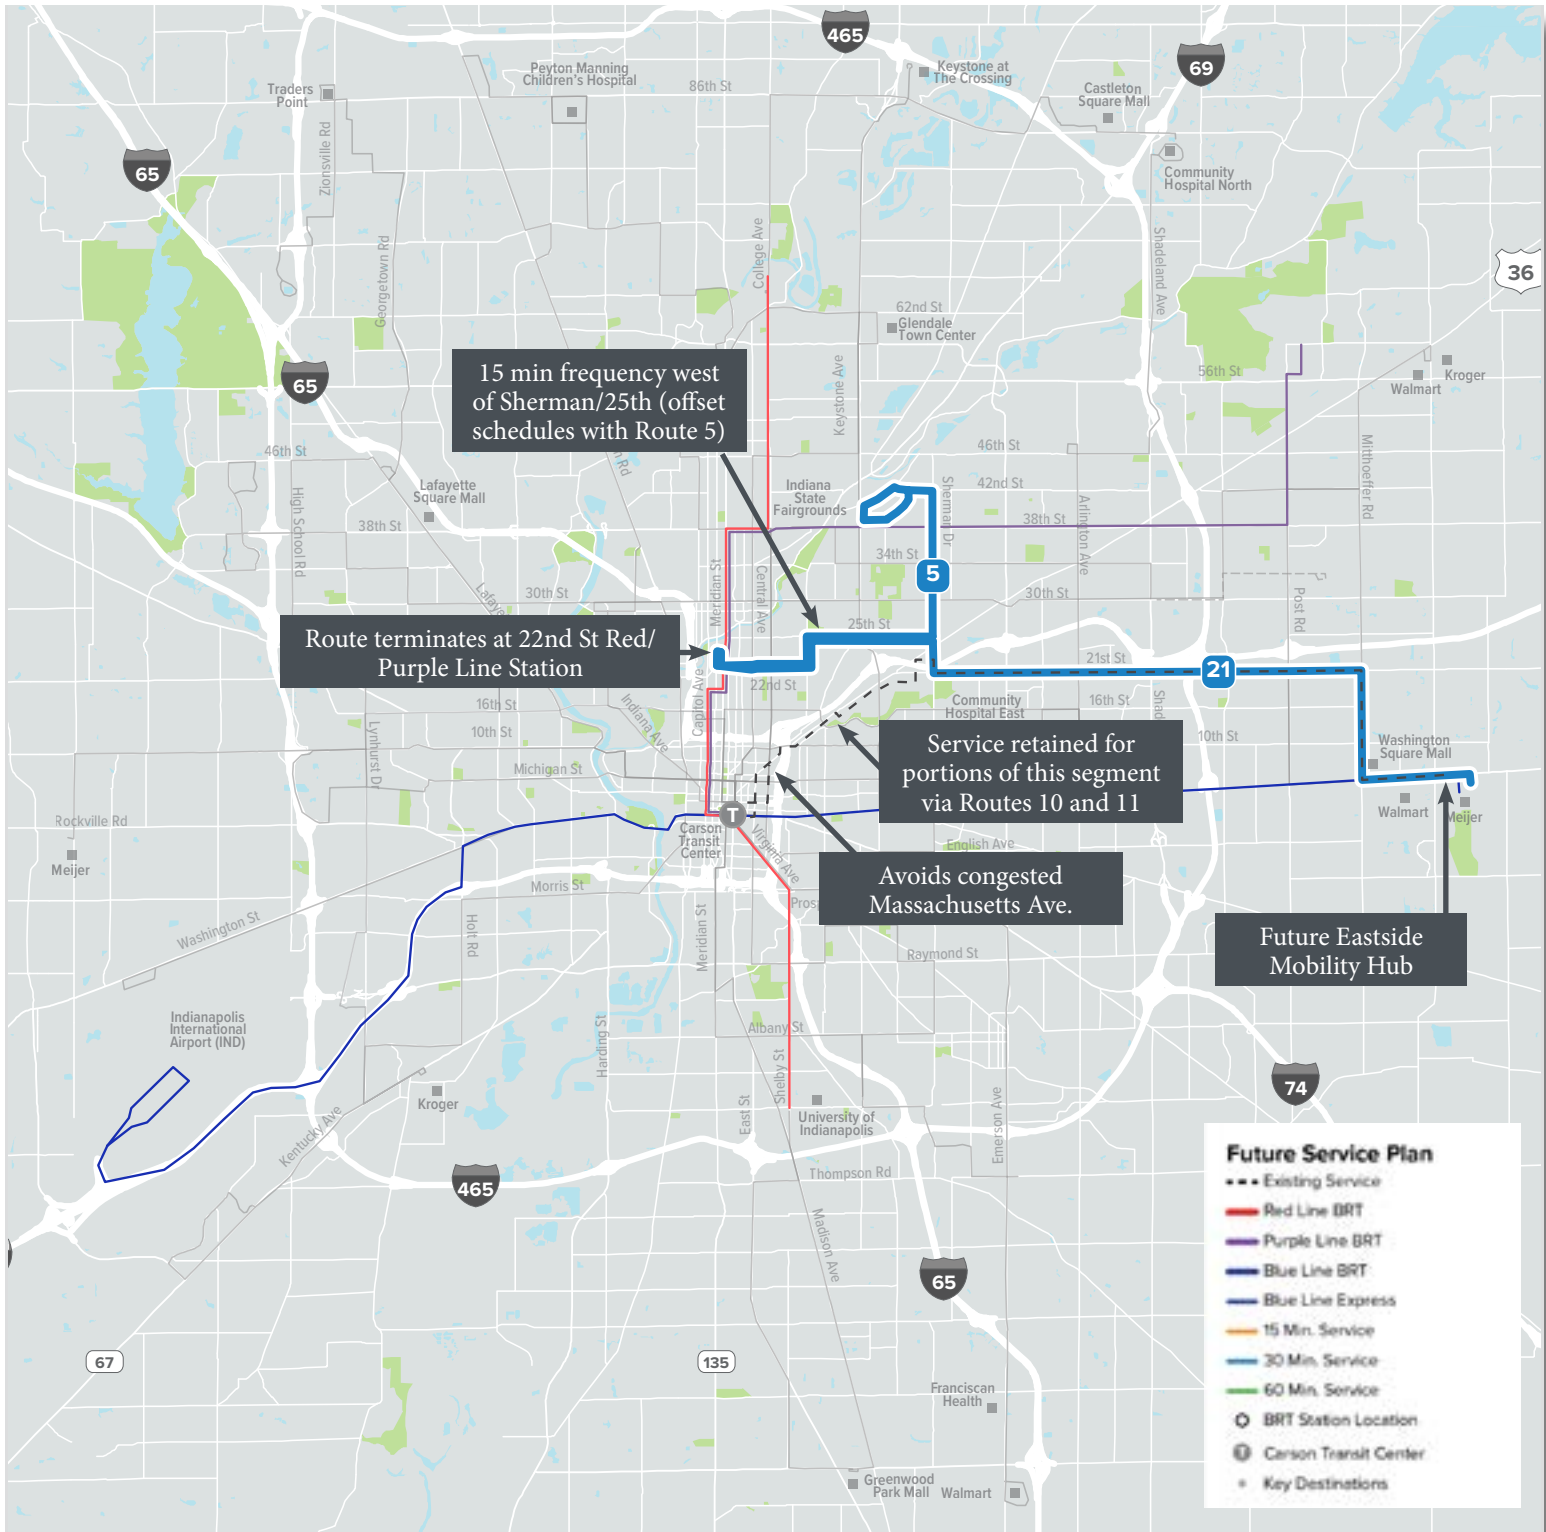 465
69
Keystone at
The Crossing
Peyton Manning
Children's Hospital
86th St
Traders
Point
Castleton
Square Mall
65
Zionsville Rd
Community
Hospital North
College Ave
Shadeland Ave
Georgetown Rd
36
62nd St
Glendale
Town Center
65
15 min frequency west
of Sherman/25th (offset
schedules with Route 5)
Keystone Ave
56th St
Kroger
Walmart
46th St
46th St
Mitthoeffer Rd
n Rd
Lafayette
Square Mall
High School Rd
Indiana
State
Fairgrounds
42nd St
Sherman Dr
Arlington Ave
38th St
38th St
34th St
5
Meridian St
Central Ave
30th St
30th St
Lafaye
Post Rd
25th St
Route terminates at 22nd St Red/
Purple Line Station
21st St
21
22nd St
Capitol Ave
Indiana Ave
16th St
Community
Hospital East
16th St
Shad
10th St
10th St
Lynhurst Dr
Service retained for
portions of this segment
via Routes 10 and 11
Washington
Square Mall
Michigan St
Walmart
Meijer
Rockville Rd
T
Carson
Transit
Center
Virginia Ave
English Ave
Meijer
Avoids congested
Massachusetts Ave.
Morris St
Prosp
Washington St
Holt Rd
Meridian St
Raymond St
Future Eastside
Mobility Hub
Indianapolis
International
Airport (IND)
Harding St
Albany St
Shelby St
74
Kroger
East St
University of
Indianapolis
Emerson Ave
Kentucky Ave
Thompson Rd
465
Madison Ave
65
67
135
Franciscan
Health
Greenwood
Park Mall
Walmart
Future Service Plan
Existing Service
Red Line BRT
Purple Line BRT
Blue Line BRT
Blue Line Express
15 Min. Service
30 Min. Service
60 Min. Service
BRT Station Location
T Carson Transit Center
Key Destinations